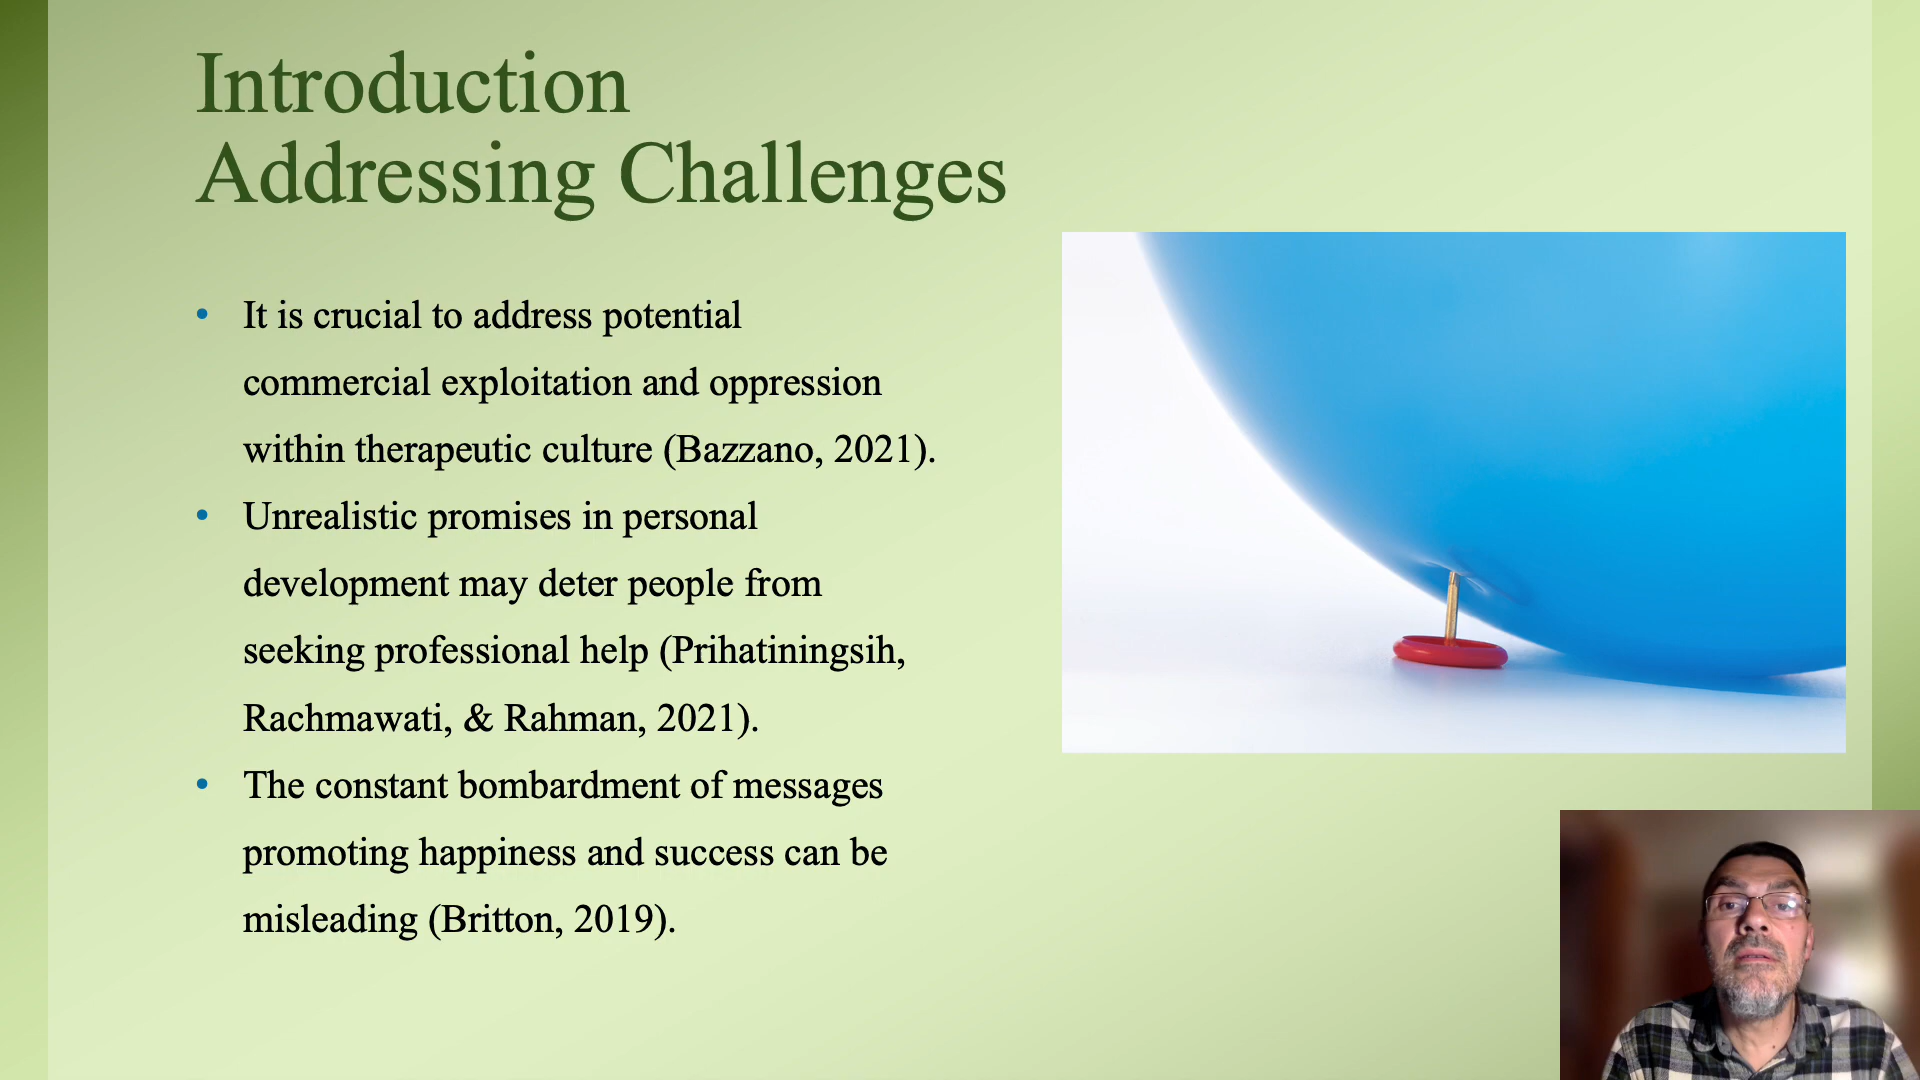 Introduction
Addressing Challenges
• It is crucial to address potential
commercial exploitation and oppression
within therapeutic culture (Bazzano, 2021).
• Unrealistic promises in personal
development may deter people from
seeking professional help (Prihatiningsih,
Rachmawati, & Rahman, 2021).
• The constant bombardment of messages
promoting happiness and success can be
misleading (Britton, 2019).